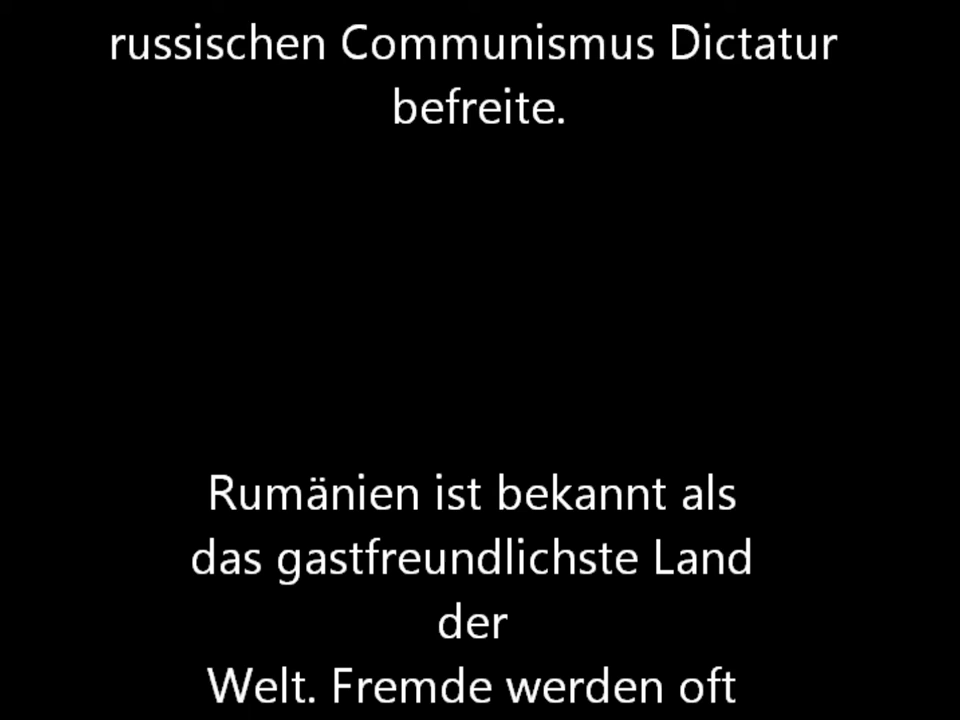 russischen Communismus Dictatur
befreite.
Rumänien ist bekannt als
das gastfreundlichste Land
der
Welt. Fremde werden oft